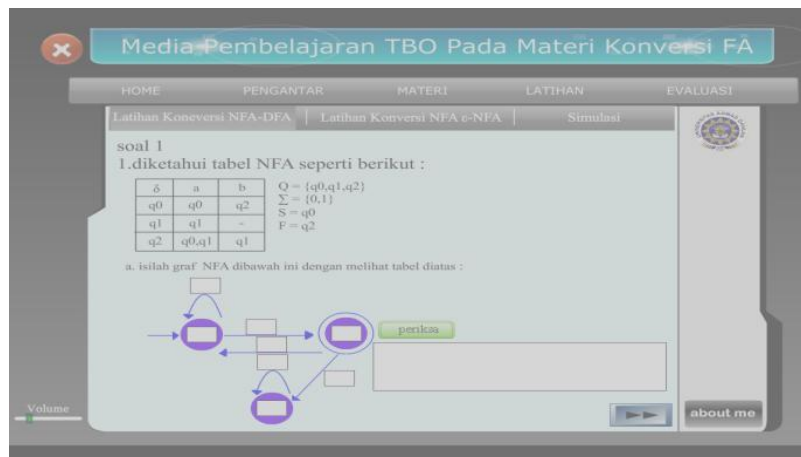 Media Pembelajaran TBO Pada Materi Konversi FA
HOME PENGANTAR MATERI LATIHAN EVALUASI
Latihan Koneversi NFA-DFA | Latihan Konversi NFA ε-NFA | Simulasi
soal 1
1.diketahui tabel NFA seperti berikut :
δ a b
q0 q0 q2
q1 q1 -
q2 q0,q1 q1
Q = {q0,q1,q2}
Σ = {0,1}
S = q0
F = q2
a. isilah graf NFA dibawah ini dengan melihat tabel diatas :
periksa
Volume
about me